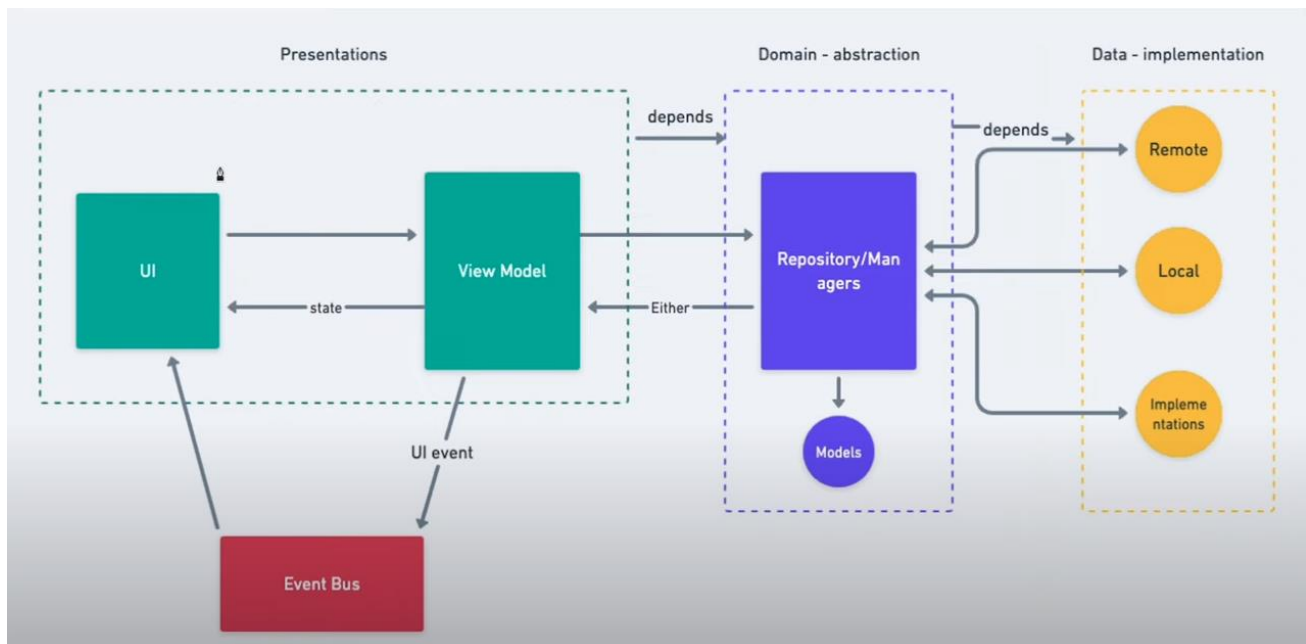 Presentations
Domain - abstraction
Data - implementation
depends
depends
Remote
UI
View Model
Repository/Man
agers
Local
state
Either
Impleme
ntations
UI event
Models
Event Bus